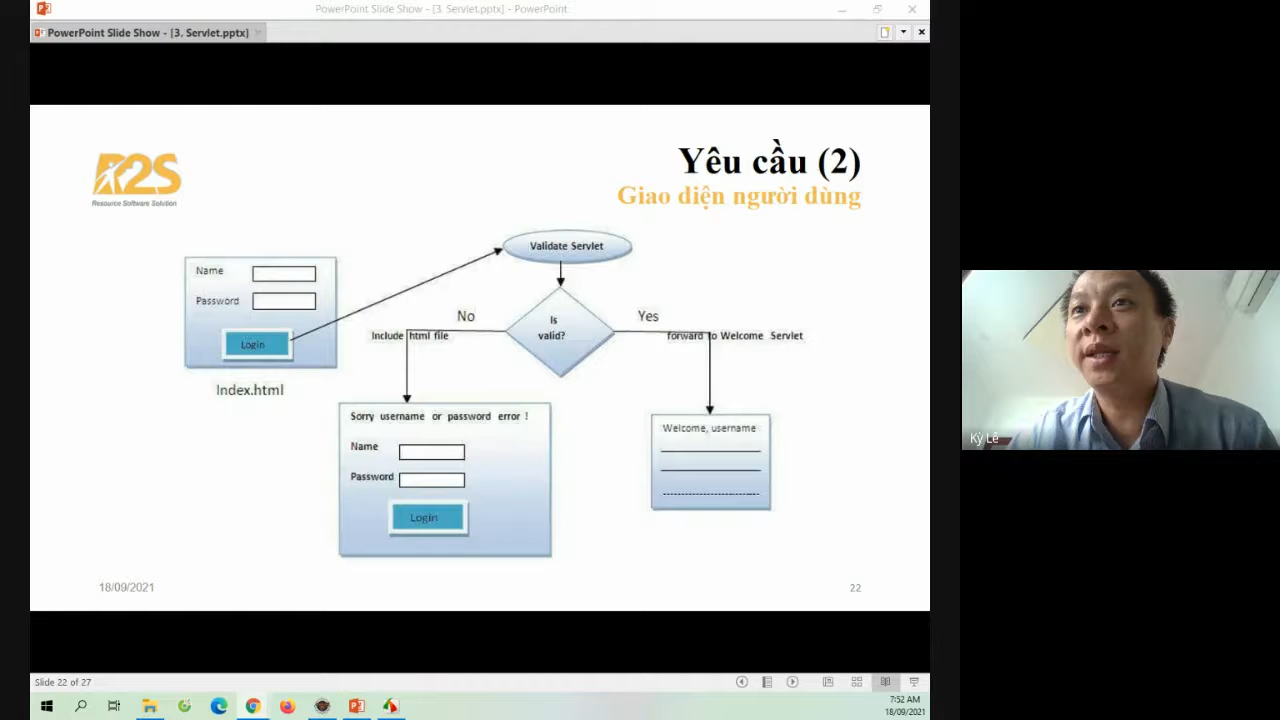 PowerPoint Slide Show - [3. Servlet.pptx] - PowerPoint
PowerPoint Slide Show - [3. Servlet.pptx]
R2S
Resource Software Solution
Yêu cầu (2)
Giao diện người dùng
Validate Servlet
Name
Password
Login
Index.html
Is
valid?
No
Include html file
Yes
forward to Welcome Servlet
Sorry username or password error !
Name
Password
Login
Welcome, username
18/09/2021
22
Kỳ Lê
Slide 22 of 27
7:52 AM
18/09/2021